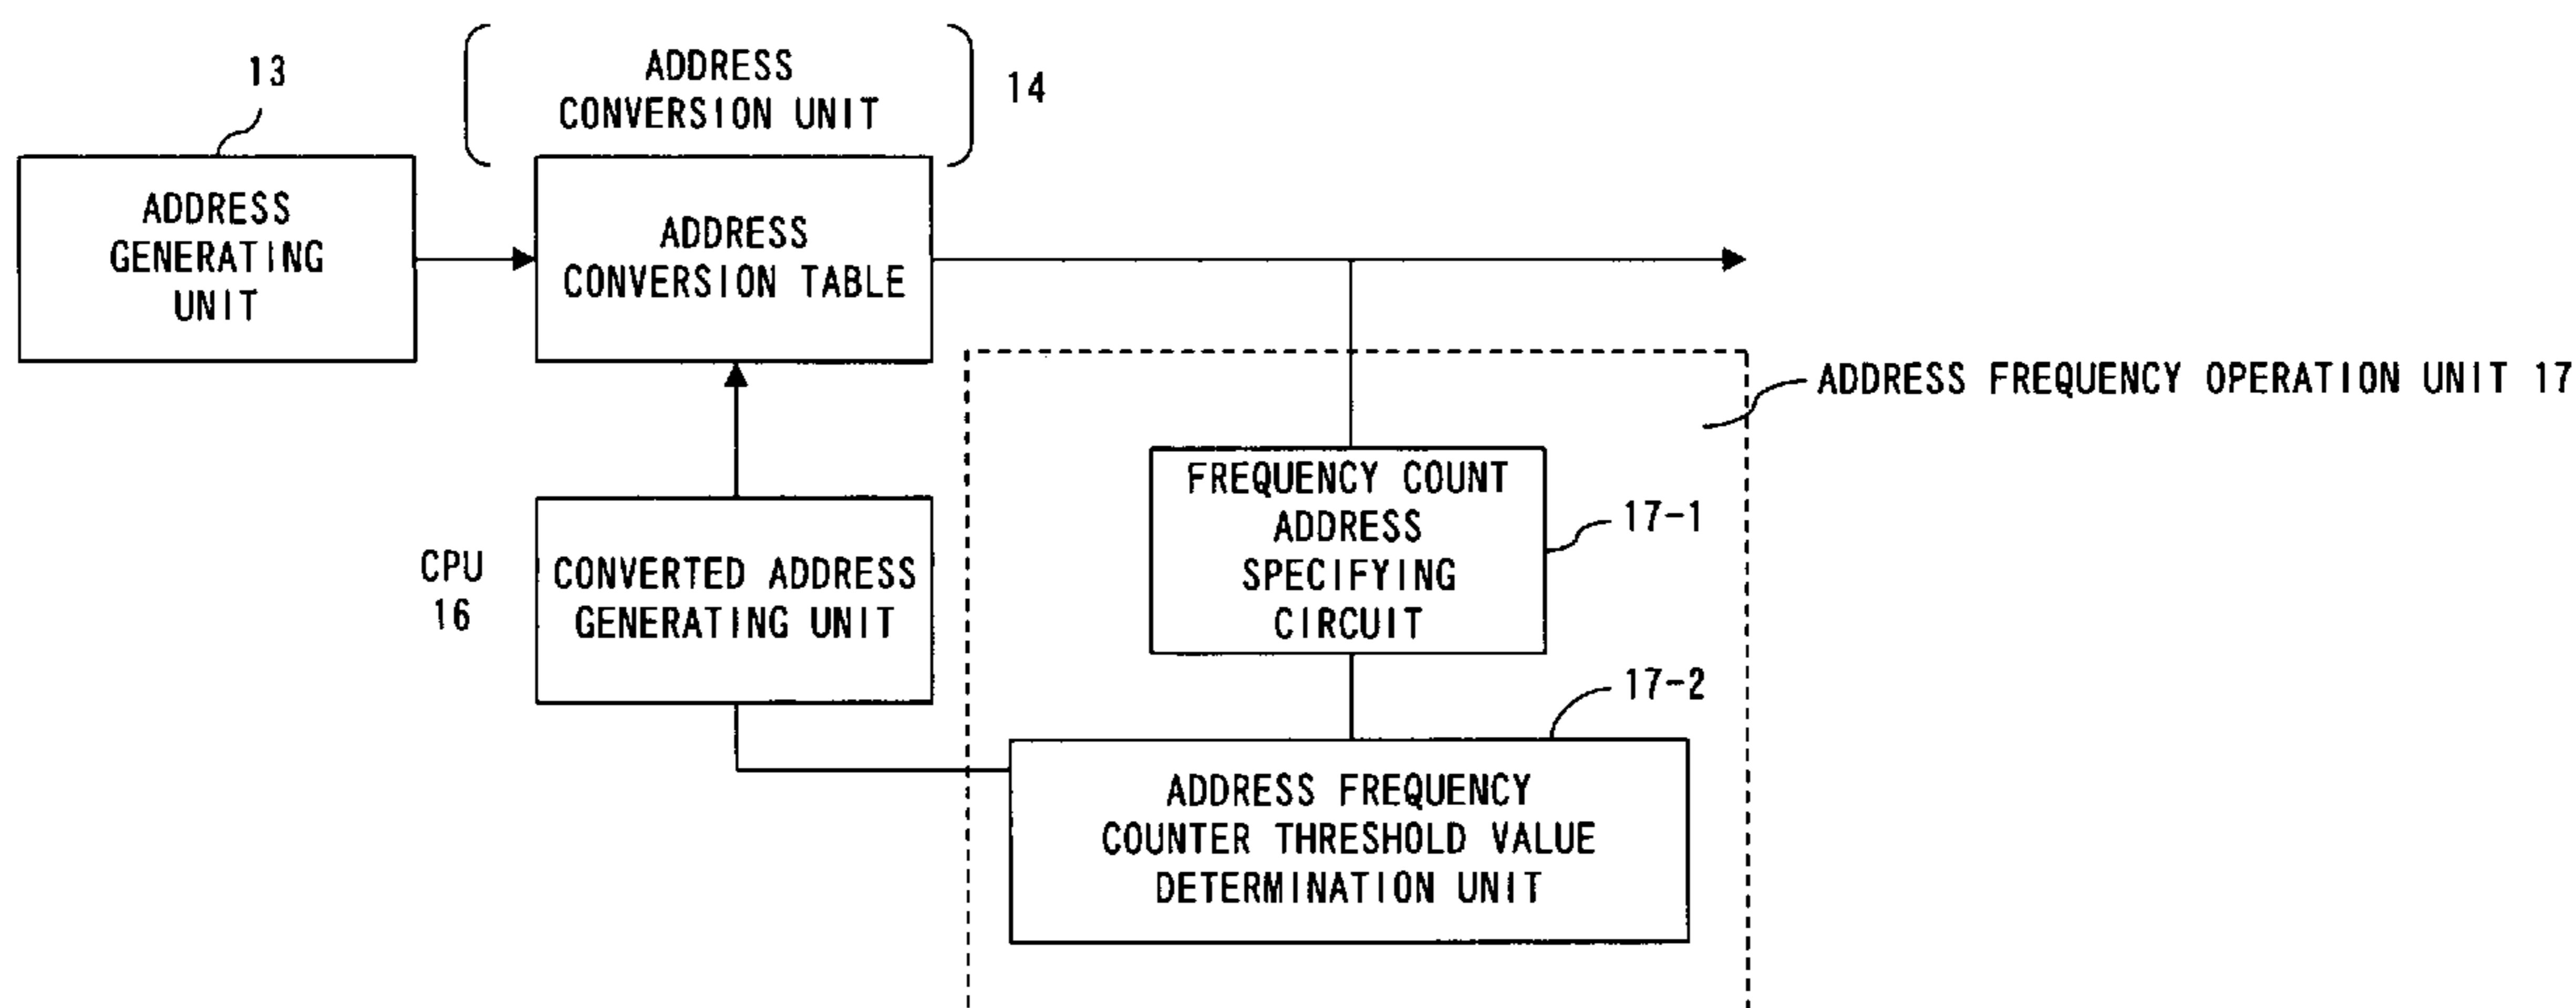 13
ADDRESS
CONVERSION UNIT
14
ADDRESS
GENERATING
UNIT
ADDRESS
CONVERSION TABLE
ADDRESS FREQUENCY OPERATION UNIT 17
FREQUENCY COUNT
ADDRESS
SPECIFYING
CIRCUIT
17-1
CPU
16
CONVERTED ADDRESS
GENERATING UNIT
17-2
ADDRESS FREQUENCY
COUNTER THRESHOLD VALUE
DETERMINATION UNIT